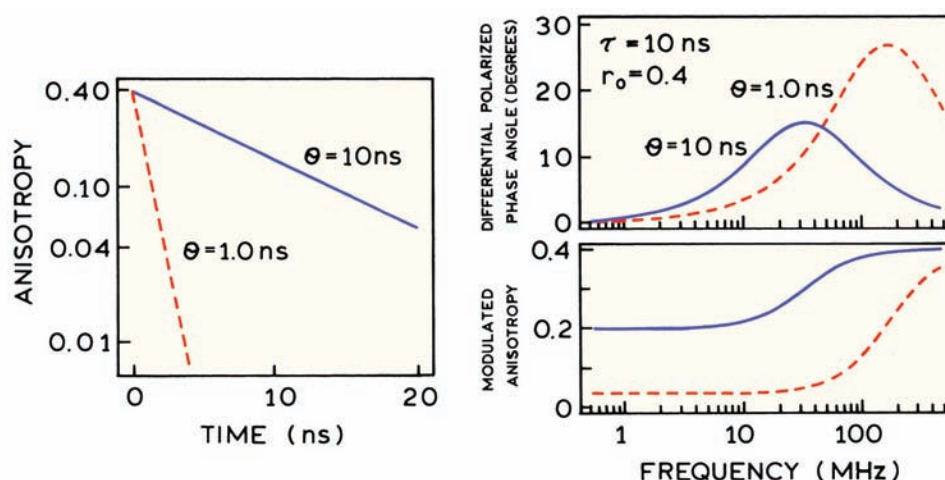 ANISOTROPY
0.40
0.10
0.04
0.01
θ = 10 ns
θ = 1.0 ns
0
10
20
TIME (ns)
DIFFERENTIAL POLARIZED
PHASE ANGLE (DEGREES)
30
20
10
0
τ = 10 ns
r₀ = 0.4
θ = 1.0 ns
θ = 10 ns
MODULATED
ANISOTROPY
0.4
0.2
0
1
10
100
FREQUENCY (MHz)